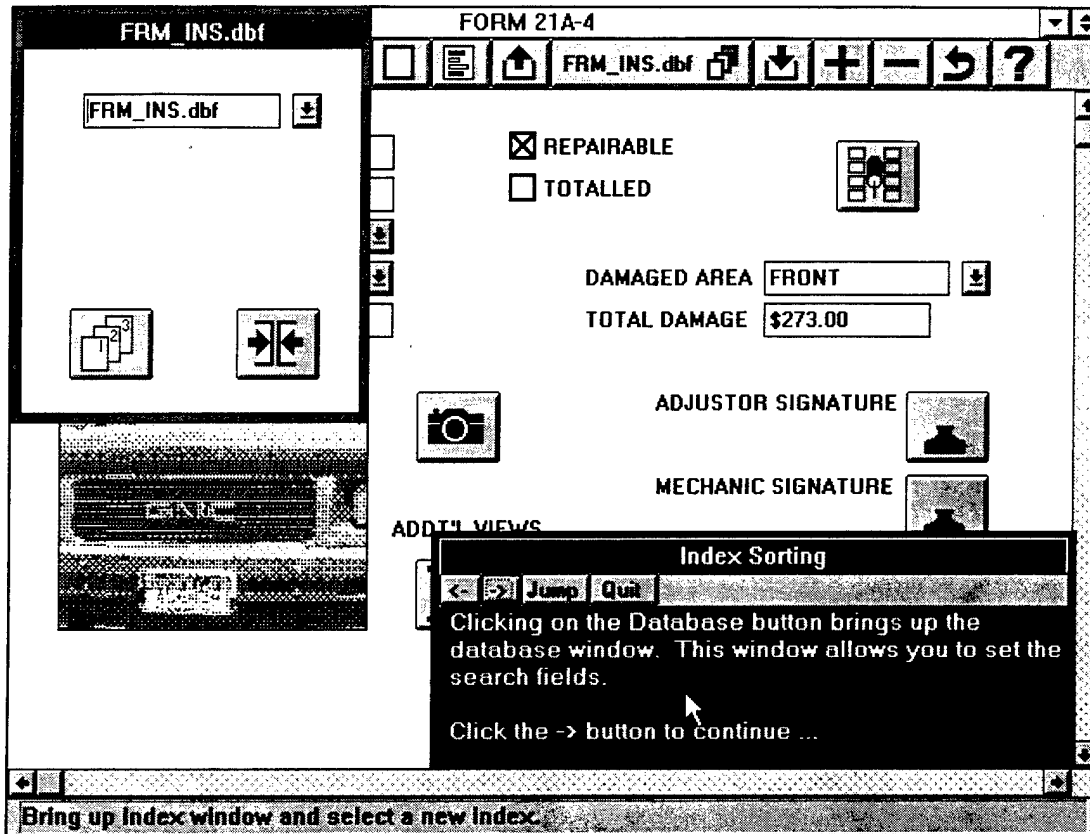 FRM_INS.dbf
FORM 21A-4
FRM_INS.dbf
?
FRM_INS.dbf
REPAIRABLE
TOTALLED
DAMAGED AREA FRONT
TOTAL DAMAGE $273.00
1 2 3
ADJUSTOR SIGNATURE
MECHANIC SIGNATURE
ADDT'L VIEWS
Index Sorting
<- -> Jump Quit
Clicking on the Database button brings up the
database window. This window allows you to set the
search fields.
Click the -> button to continue ...
Bring up index window and select a new index.